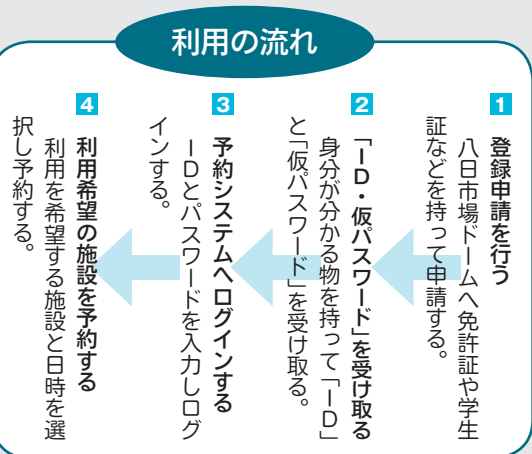 利用の流れ
1
登録申請を行う
八日市場ドームへ免許証や学生
証などを持って申請する。
2
「ID・仮パスワード」を受け取る
身分が分かる物を持って「ID」
と「仮パスワード」を受け取る。
3
予約システムへログインする
IDとパスワードを入力しログ
インする。
4
利用希望の施設を予約する
利用を希望する施設と日時を選
択し予約する。